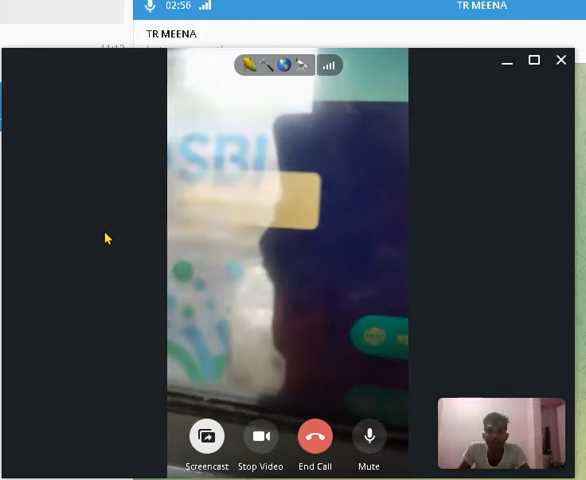 02:56
TR MEENA
TR MEENA
SBI
Screencast
Stop Video
End Call
Mute